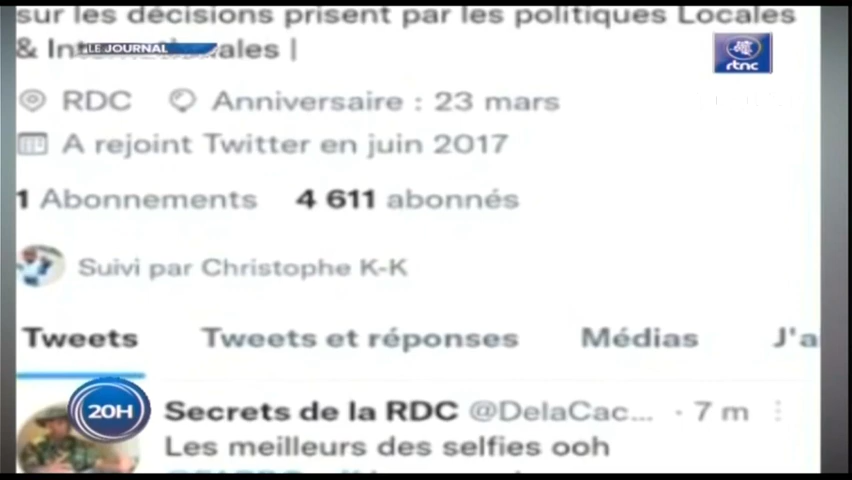 sur les décisions prisent par les politiques Locales
& Internationales |
LE JOURNAL
rtnc
RDC Anniversaire : 23 mars
A rejoint Twitter en juin 2017
1 Abonnements 4 611 abonnés
Suivi par Christophe K-K
Tweets Tweets et réponses Médias J'a
20H
Secrets de la RDC @DelaCac... · 7 m
Les meilleurs des selfies ooh